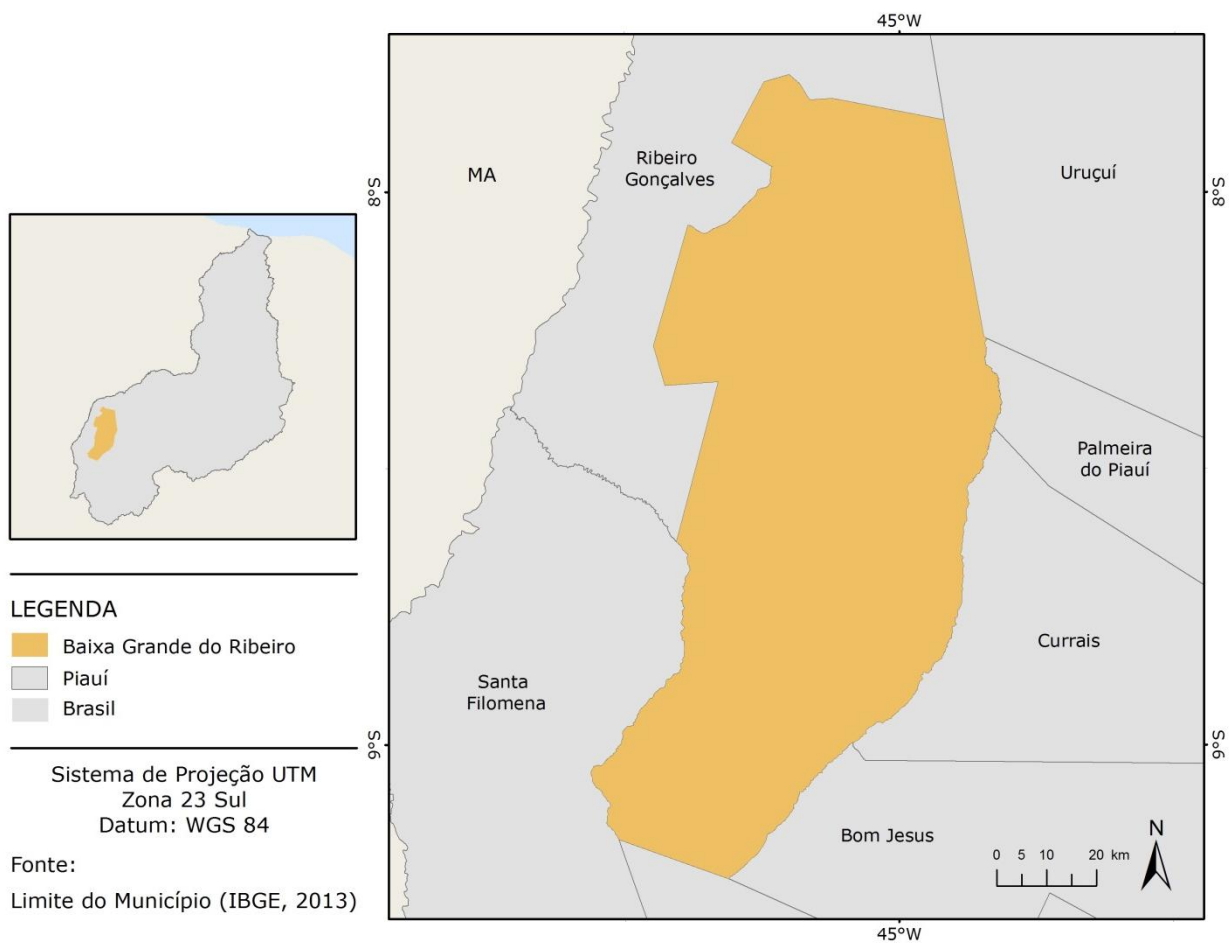 45°W
MA
Ribeiro
Gonçalves
Uruçuí
8°S
8°S
Palmeira
do Piauí
Currais
Santa
Filomena
9°S
9°S
Bom Jesus
0 5 10 20 km
N
45°W
LEGENDA
Baixa Grande do Ribeiro
Piauí
Brasil
Sistema de Projeção UTM
Zona 23 Sul
Datum: WGS 84
Fonte:
Limite do Município (IBGE, 2013)